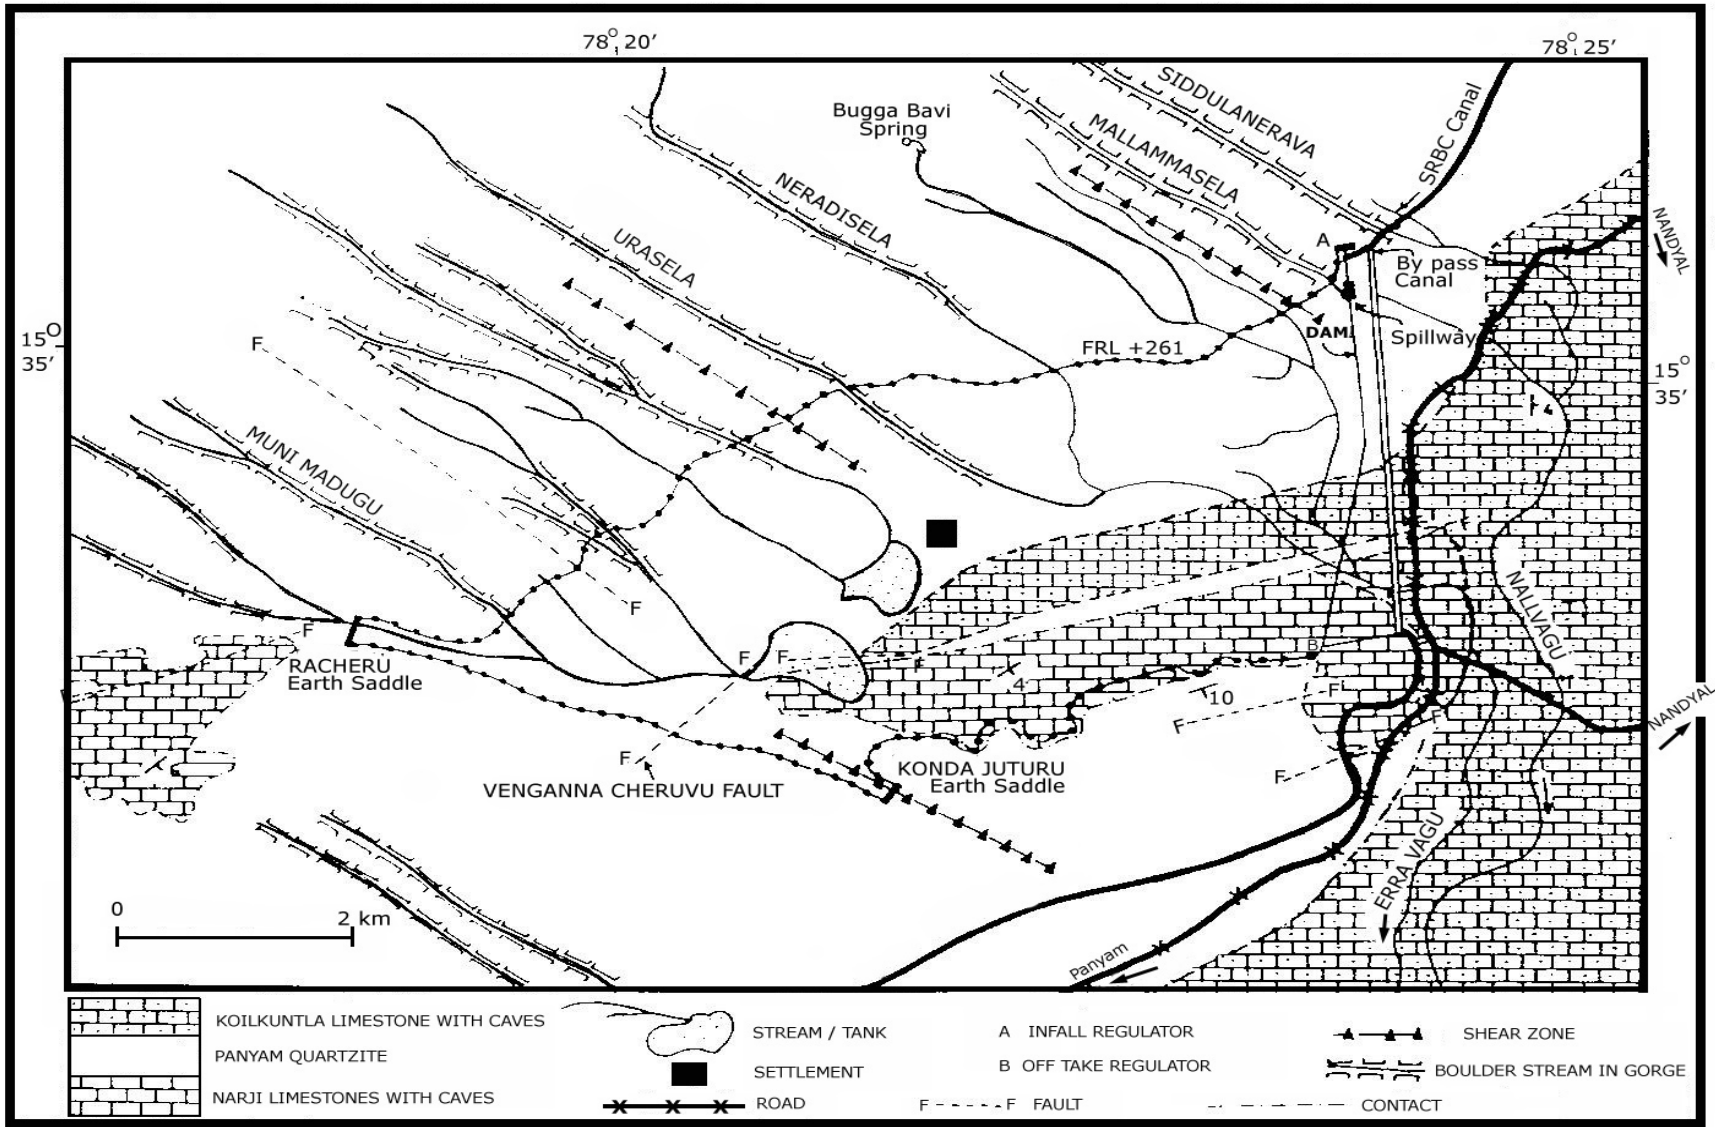 78° 20'
78° 25'
SIDDULANERAVA
Bugga Bavi
Spring
MALLAMMASELA
SRBC Canal
NERADISELA
NANDYAL
URASELA
A
By pass
Canal
15°
35'
F
FRL +261
DAM
Spillway
15°
35'
4
MUNI MADUGU
F
NALLVAGU
F
RACHERU
Earth Saddle
F
F
B
4
10
F
F
F
NANDYAL
F
VENGANNA CHERUVU FAULT
KONDA JUTURU
Earth Saddle
F
ERRA VAGU
0
2 km
Panyam
KOILKUNTLA LIMESTONE WITH CAVES
PANYAM QUARTZITE
NARJI LIMESTONES WITH CAVES
STREAM / TANK
SETTLEMENT
ROAD
A INFALL REGULATOR
B OFF TAKE REGULATOR
F F FAULT
SHEAR ZONE
BOULDER STREAM IN GORGE
CONTACT